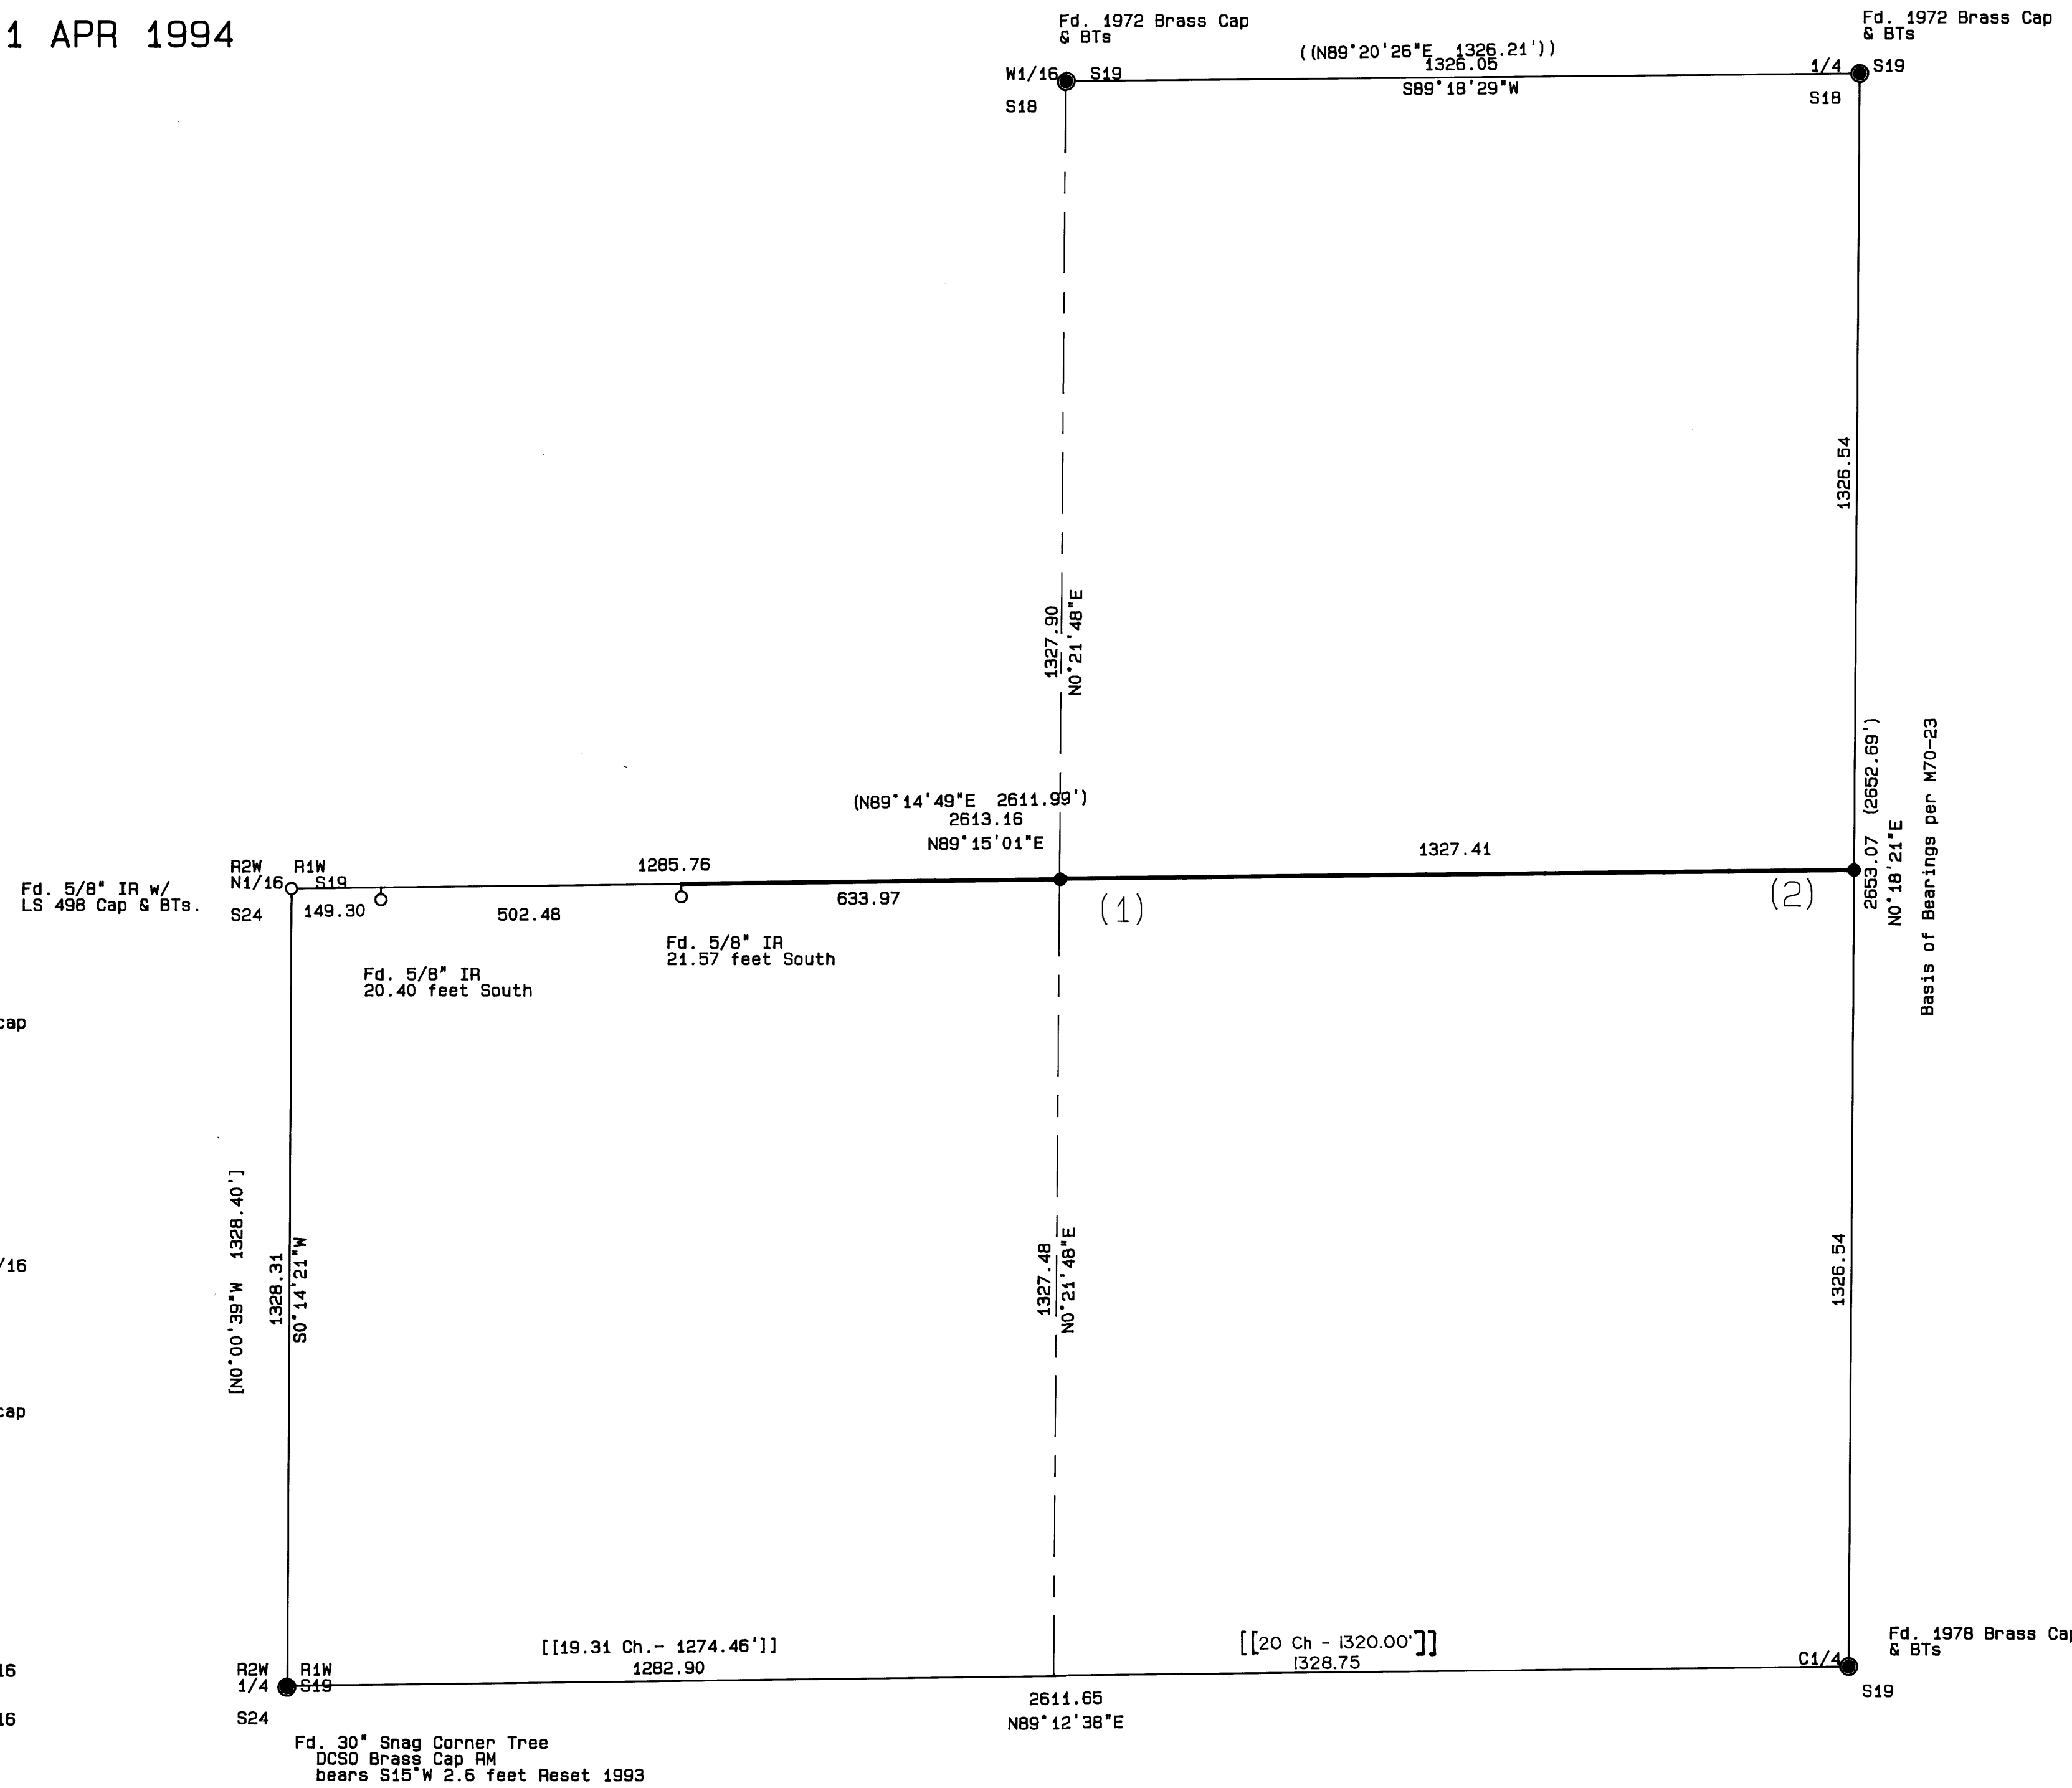 1 APR 1994
Fd. 1972 Brass Cap
& BTs
Fd. 1972 Brass Cap
& BTs
((N89°20'26"E 1326.21'))
1326.05
S89°18'29"W
W1/16 S19
S18
1/4 S19
S18
1326.54
1327.90
N0°21'48"E
2653.07 (2652.69')
N0°18'21"E
Basis of Bearings per M70-23
(N89°14'49"E 2611.99')
2613.16
N89°15'01"E
1285.76
1327.41
R2W R1W
N1/16 S19
S24
Fd. 5/8" IR w/
LS 498 Cap & BTs.
149.30
502.48
633.97
(1)
(2)
Fd. 5/8" IR
21.57 feet South
Fd. 5/8" IR
20.40 feet South
cap
[N0°00'39"W 1328.40']
1328.31
S0°14'21"W
1327.48
N0°21'48"E
1326.54
/16
cap
[[19.31 Ch.- 1274.46']]
1282.90
[[20 Ch - 1320.00']]
1328.75
Fd. 1978 Brass Cap
& BTs
C1/4
S19
16
R2W R1W
1/4 S19
S24
16
2611.65
N89°12'38"E
Fd. 30" Snag Corner Tree
DCSO Brass Cap RM
bears S15°W 2.6 feet Reset 1993